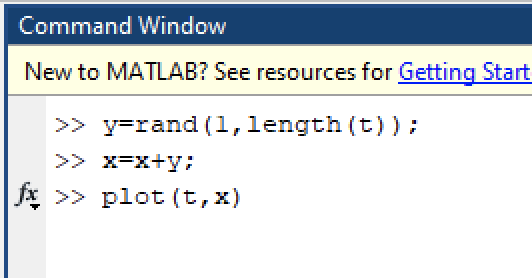 Command Window
New to MATLAB? See resources for Getting Start
>> y=rand(1,length(t));
>> x=x+y;
fx >> plot(t,x)